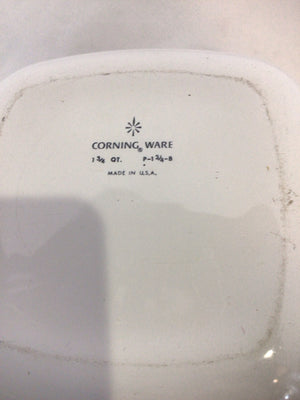 CORNING® WARE
1 3/4 QT. P-1 3/4-B
MADE IN U.S.A.